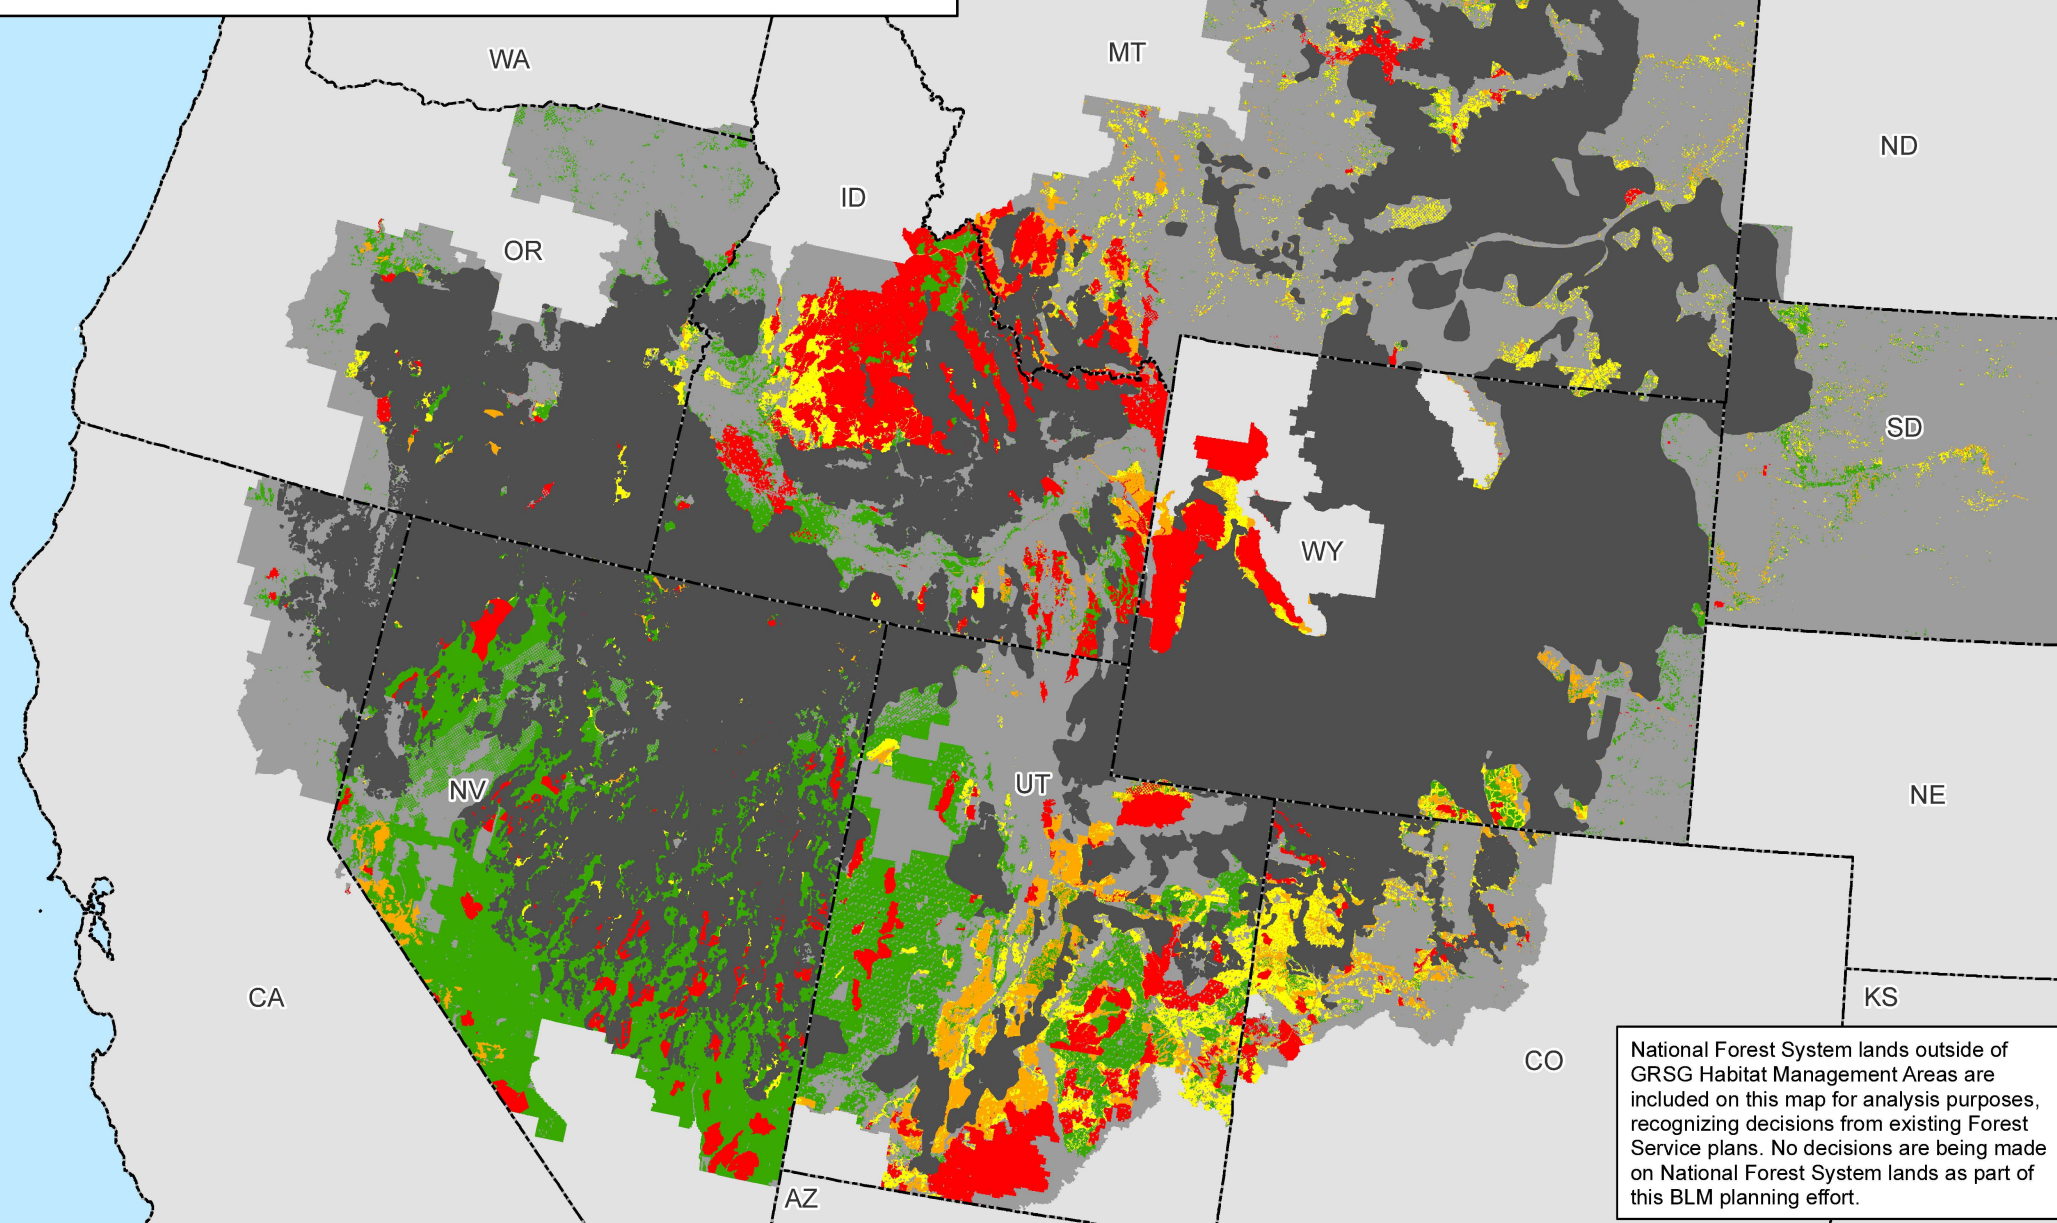 WA
MT
ND
ID
OR
SD
WY
NV
UT
NE
CA
KS
CO
AZ
National Forest System lands outside of
GRSG Habitat Management Areas are
included on this map for analysis purposes,
recognizing decisions from existing Forest
Service plans. No decisions are being made
on National Forest System lands as part of
this BLM planning effort.